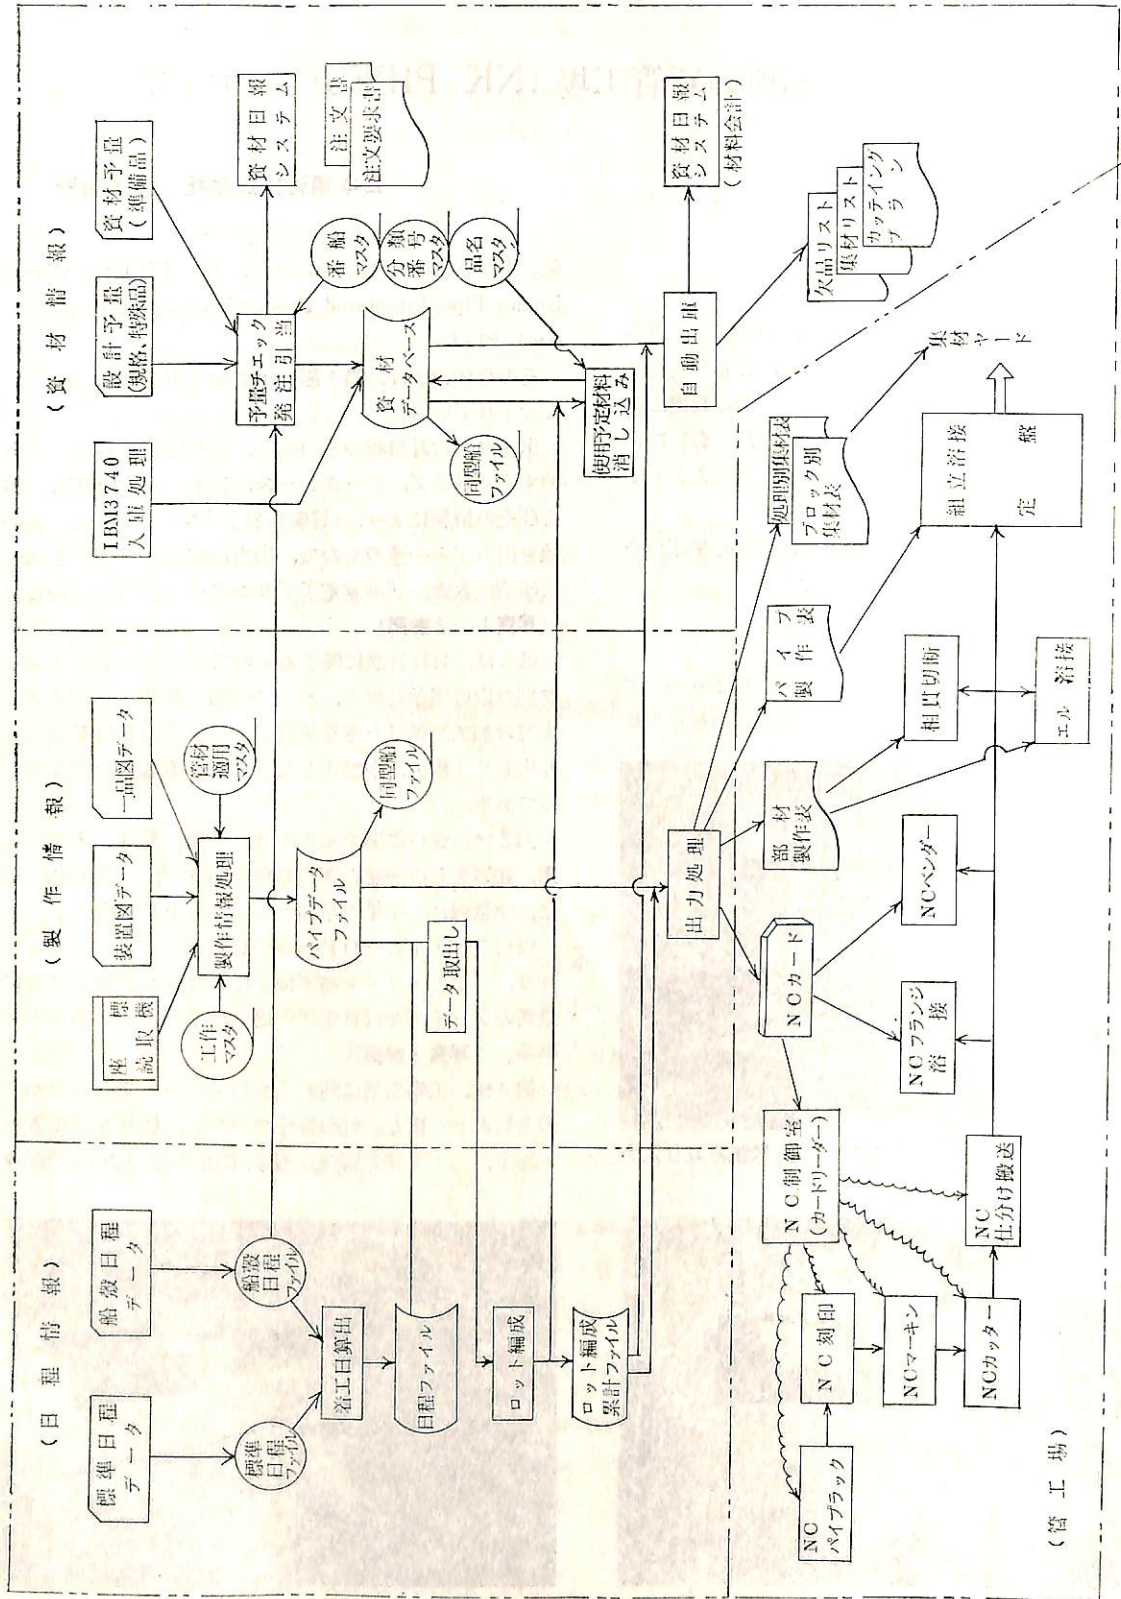 (日程情報)
標準日程
データ
船殻日程
データ
標準
日程
ファイル
船殻
日程
ファイル
着工日算出
日程ファイル
ロット編成
ロット編成
累計ファイル
(製作情報)
座標
読取機
装置図データ
一品図データ
工作
マスタ
製作情報処理
管材
適用
マスタ
パイプデータ
ファイル
同型船
ファイル
データ取出し
出力処理
(資材情報)
IBM3740
入庫処理
設計予量
(規格、特殊品)
資材予量
(準備品)
予量チエック
発注引当
資材日報
システム
注文書
注文要求書
番船
マスタ
分類
番号
マスタ
品名
マスタ
資材
データベース
同型船
ファイル
使用予定材料
消し込み
自動出庫
資材日報
システム
(材料会計)
欠品リスト
集材リスト
カッティング
プラン
(管工場)
NC
パイプラック
NC刻印
NCマーキン
NCカッター
NC制御室
(カードリーダー)
NC
仕分け搬送
NCカード
NCフランジ
溶接
NCベンダー
部材
製作表
パイプ
製作表
処理別集材表
ブロック別
集材表
相貫切断
エル溶接
組立溶接
定盤
集材
ヤード